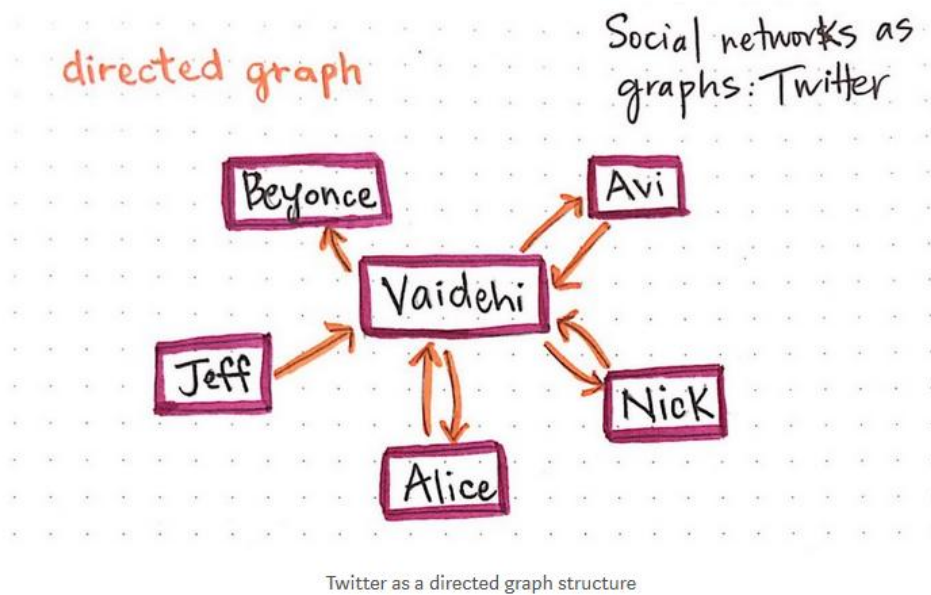 directed graph
Social networks as
graphs: Twitter
Beyonce
Avi
Vaidehi
Jeff
Nick
Alice
Twitter as a directed graph structure